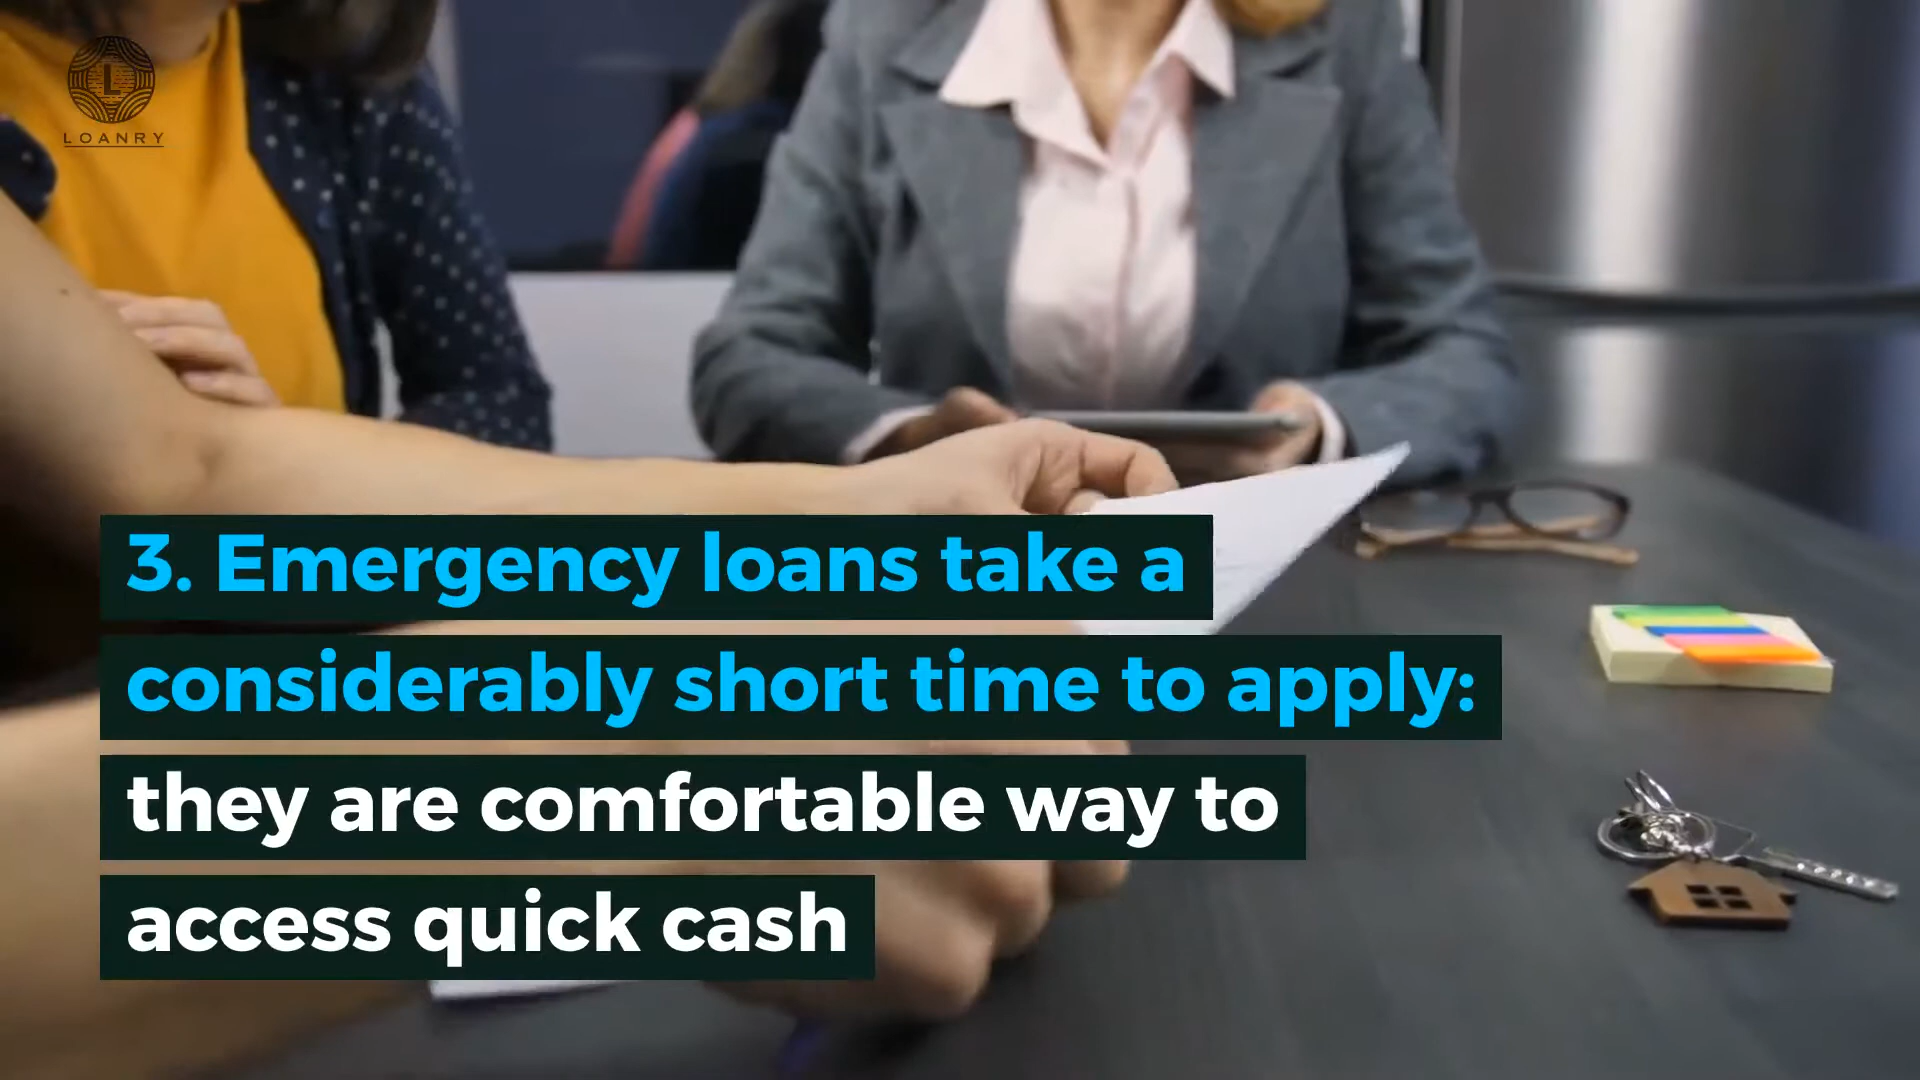 L
LOANRY
3. Emergency loans take a
considerably short time to apply:
they are comfortable way to
access quick cash